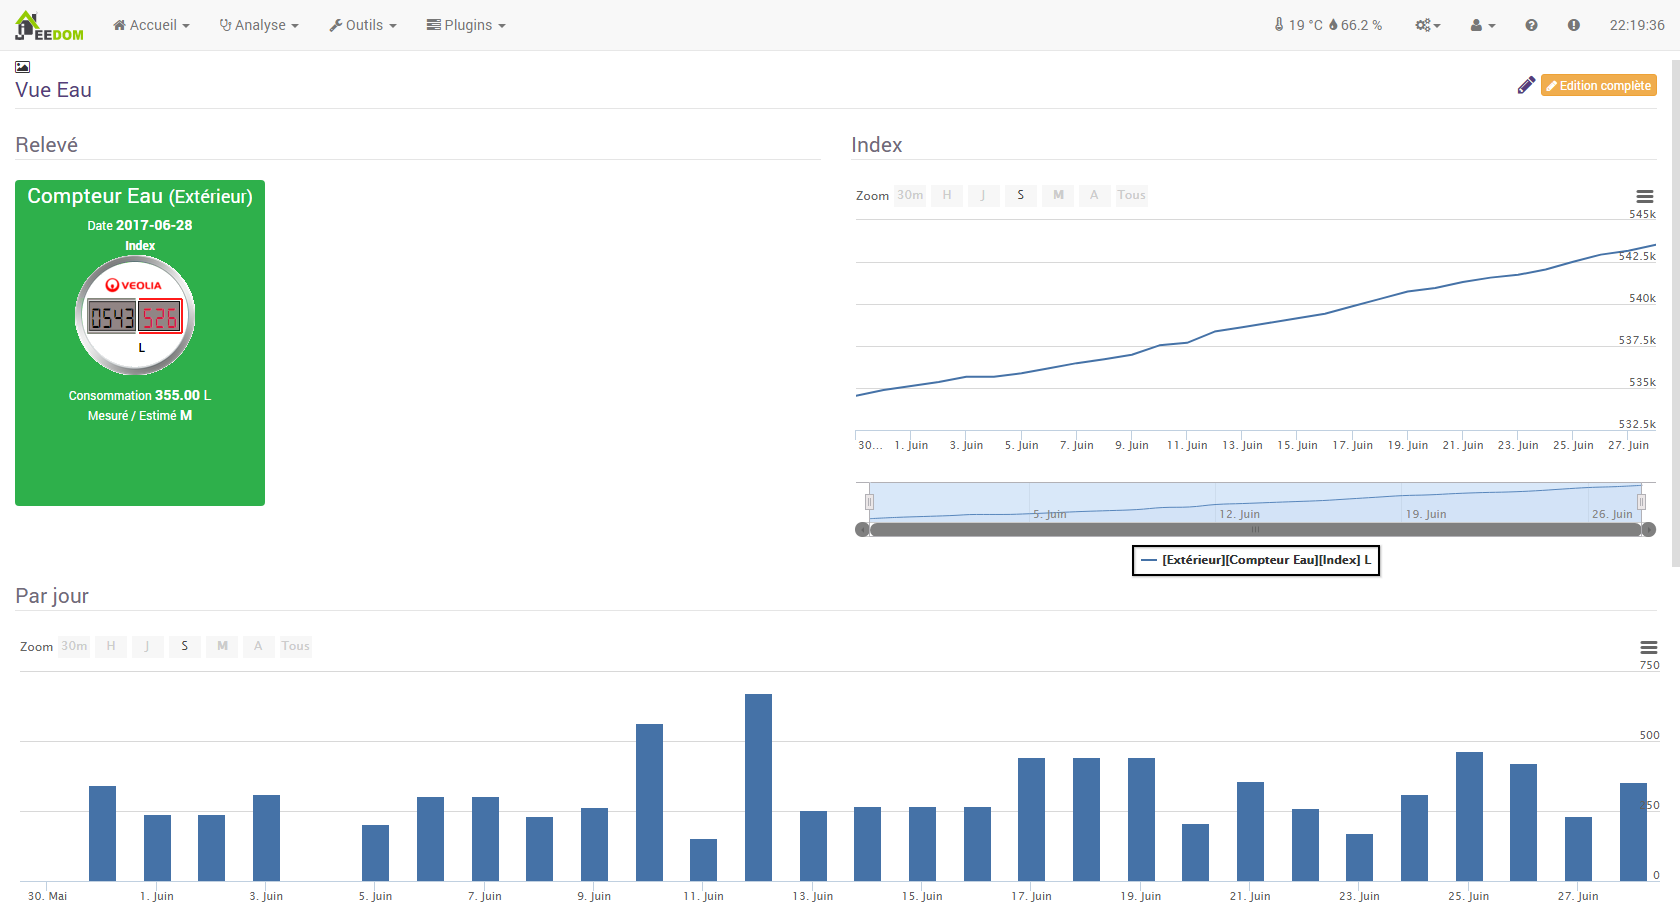 JEEDOM Accueil Analyse Outils Plugins 19 °C 66.2 % 22:19:36
Vue Eau
Edition complète
Relevé
Compteur Eau (Extérieur)
Date 2017-06-28
Index
VEOLIA
0543 526
L
Consommation 355.00 L
Mesuré / Estimé M
Index
Zoom 30m H J S M A Tous
545k
542.5k
540k
537.5k
535k
532.5k
30... 1. Juin 3. Juin 5. Juin 7. Juin 9. Juin 11. Juin 13. Juin 15. Juin 17. Juin 19. Juin 21. Juin 23. Juin 25. Juin 27. Juin
5. Juin 12. Juin 19. Juin 26. Juin
[Extérieur][Compteur Eau][Index] L
Par jour
Zoom 30m H J S M A Tous
750
500
250
0
30. Mai 1. Juin 3. Juin 5. Juin 7. Juin 9. Juin 11. Juin 13. Juin 15. Juin 17. Juin 19. Juin 21. Juin 23. Juin 25. Juin 27. Juin